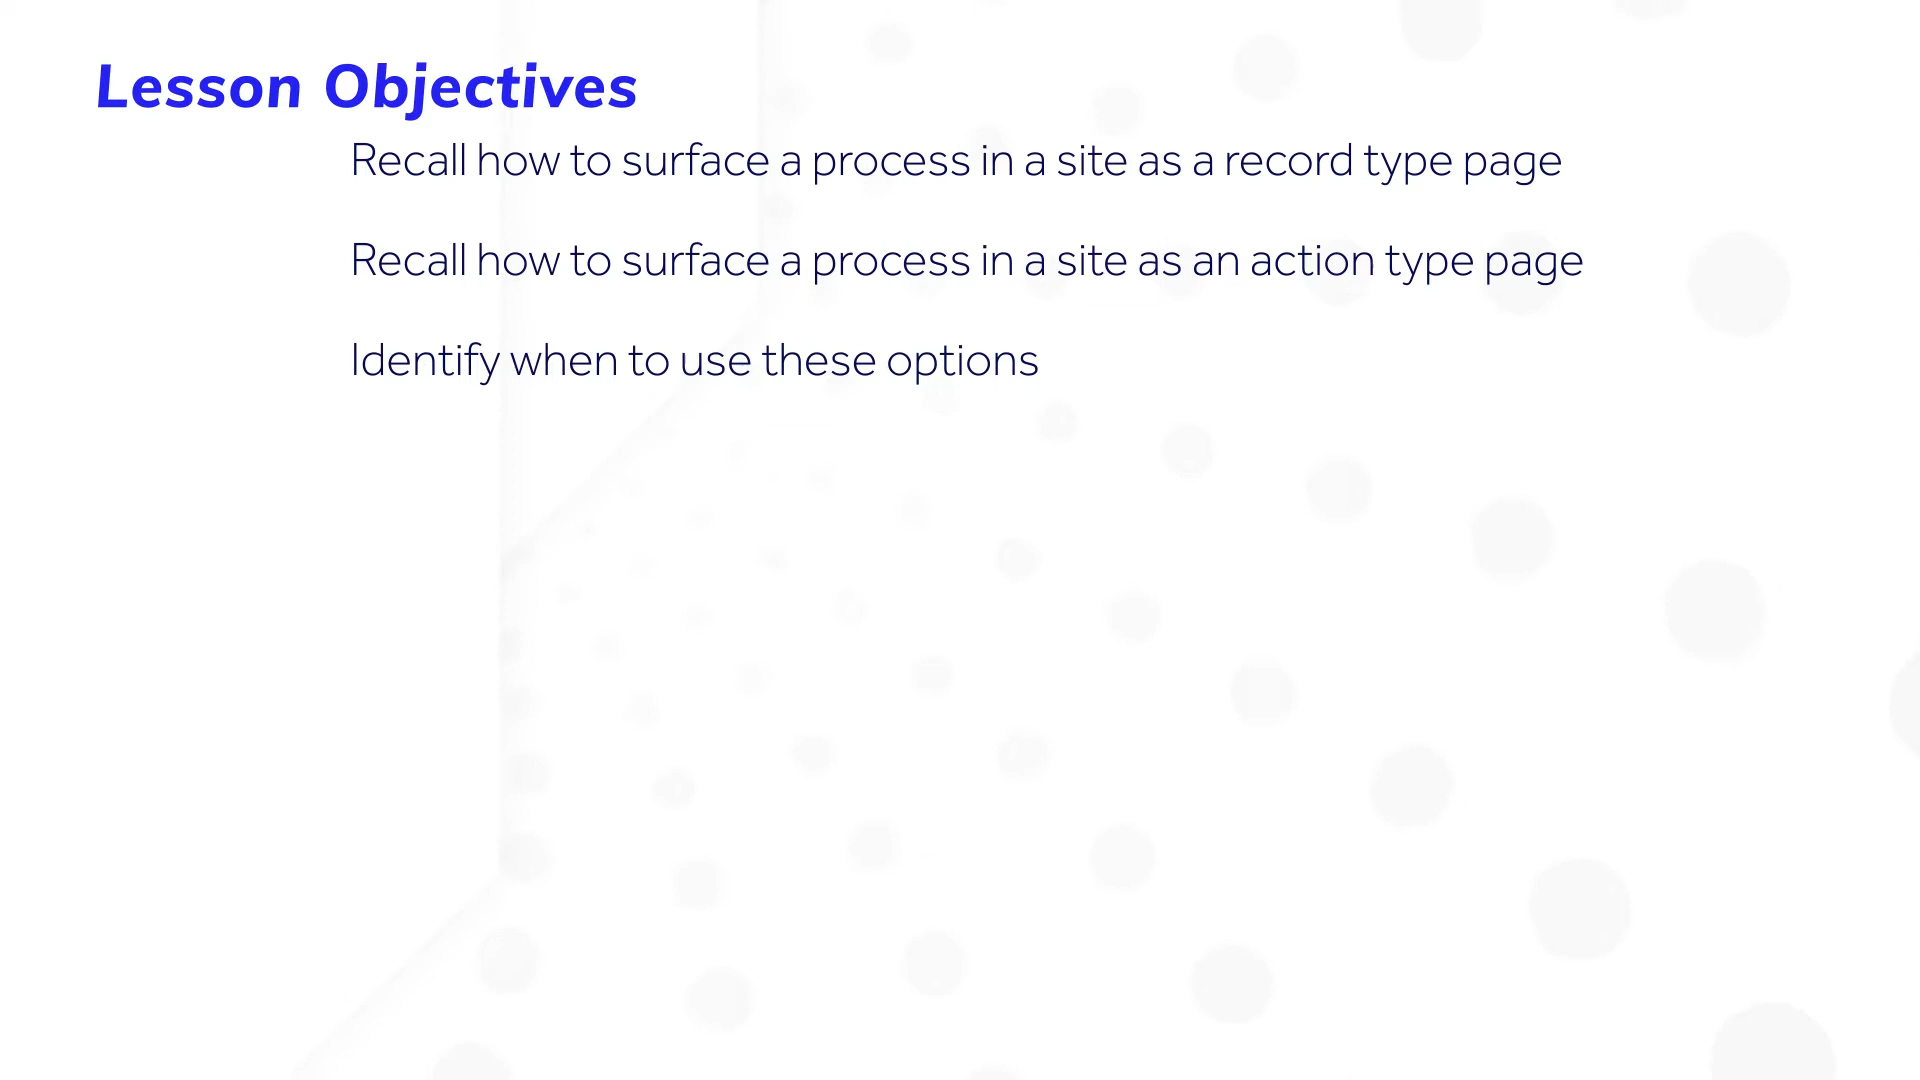 Lesson Objectives
Recall how to surface a process in a site as a record type page
Recall how to surface a process in a site as an action type page
Identify when to use these options